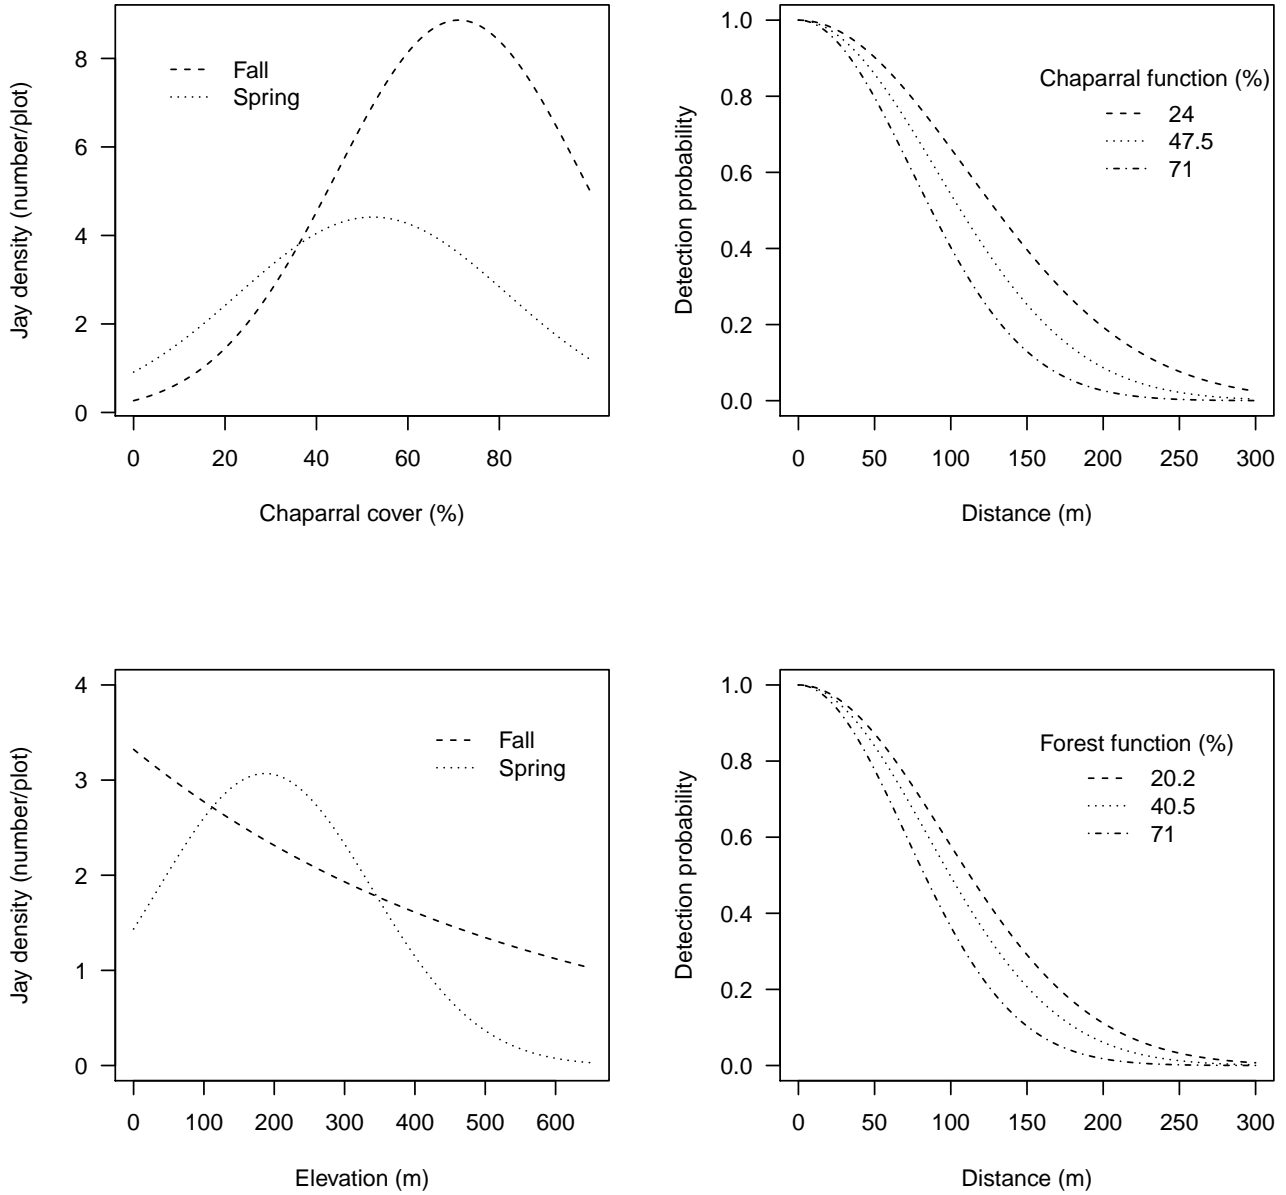 Jay density (number/plot)
8
6
4
2
0
Fall
Spring
0 20 40 60 80
Chaparral cover (%)
Detection probability
1.0
0.8
0.6
0.4
0.2
0.0
Chaparral function (%)
24
47.5
71
0 50 100 150 200 250 300
Distance (m)
Jay density (number/plot)
4
3
2
1
0
Fall
Spring
0 100 200 300 400 500 600
Elevation (m)
Detection probability
1.0
0.8
0.6
0.4
0.2
0.0
Forest function (%)
20.2
40.5
71
0 50 100 150 200 250 300
Distance (m)